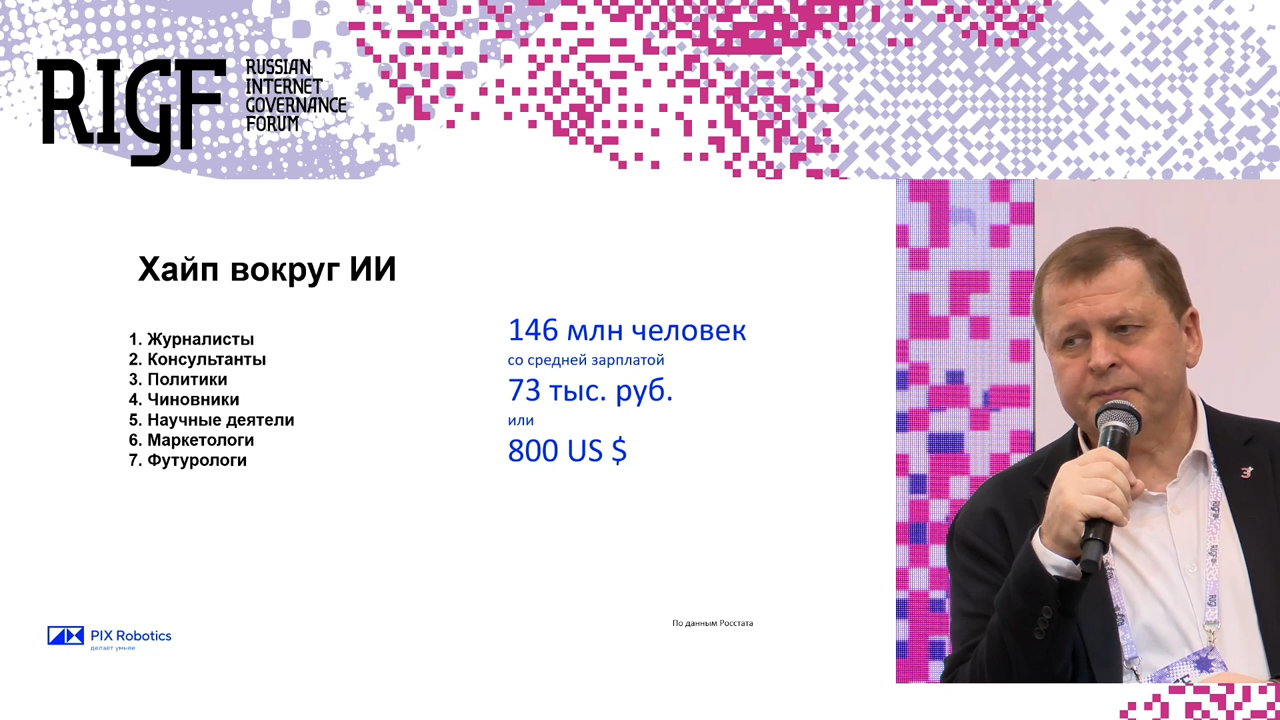 RIGF
RUSSIAN
INTERNET
GOVERNANCE
FORUM
Хайп вокруг ИИ
1. Журналисты
2. Консультанты
3. Политики
4. Чиновники
5. Научные деятели
6. Маркетологи
7. Футурологи
146 млн человек
со средней зарплатой
73 тыс. руб.
или
800 US $
PIX Robotics
делает умнее
По данным Росстата